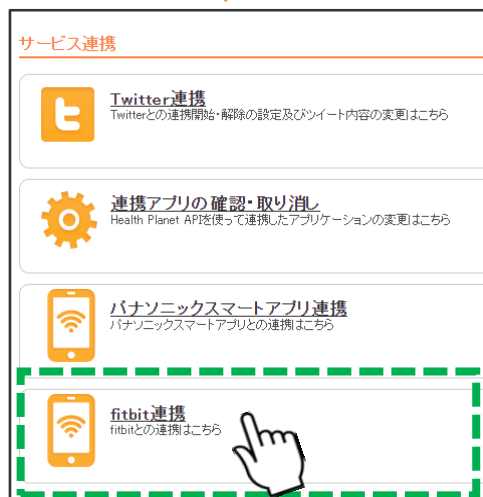 サービス連携
Twitter連携
Twitterとの連携開始・解除の設定及びツイート内容の変更はこちら
連携アプリの確認・取り消し
Health Planet APIを使って連携したアプリケーションの変更はこちら
パナソニックスマートアプリ連携
パナソニックスマートアプリとの連携はこちら
fitbit連携
fitbitとの連携はこちら